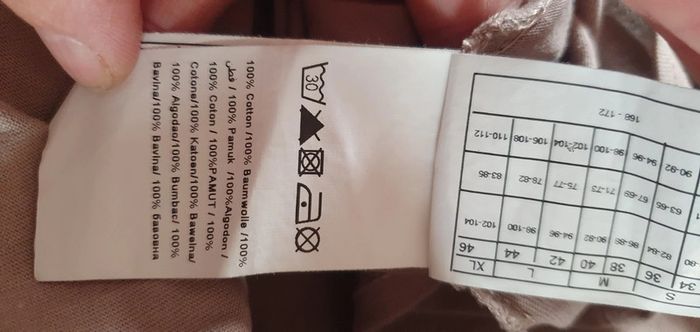 100% Cotton /100% Baumwolle /100%
قطن / 100% Pamuk /100%Algodon /
100% Coton / 100%PAMUT / 100%
Cotone/100% Katoen/100% Bawelna/
100% Algodao/100% Bumbac/ 100%
Bavlna/100% Bavlna/ 100% бавовна
30
S M L XL
34 36 38 40 42 44 46
82-84 86-88 90-92 94-96 98-100 102-104
63-65 67-69 71-73 75-77 78-82 83-85
90-92 94-96 98-100 102-104 106-108 110-112
168 - 172